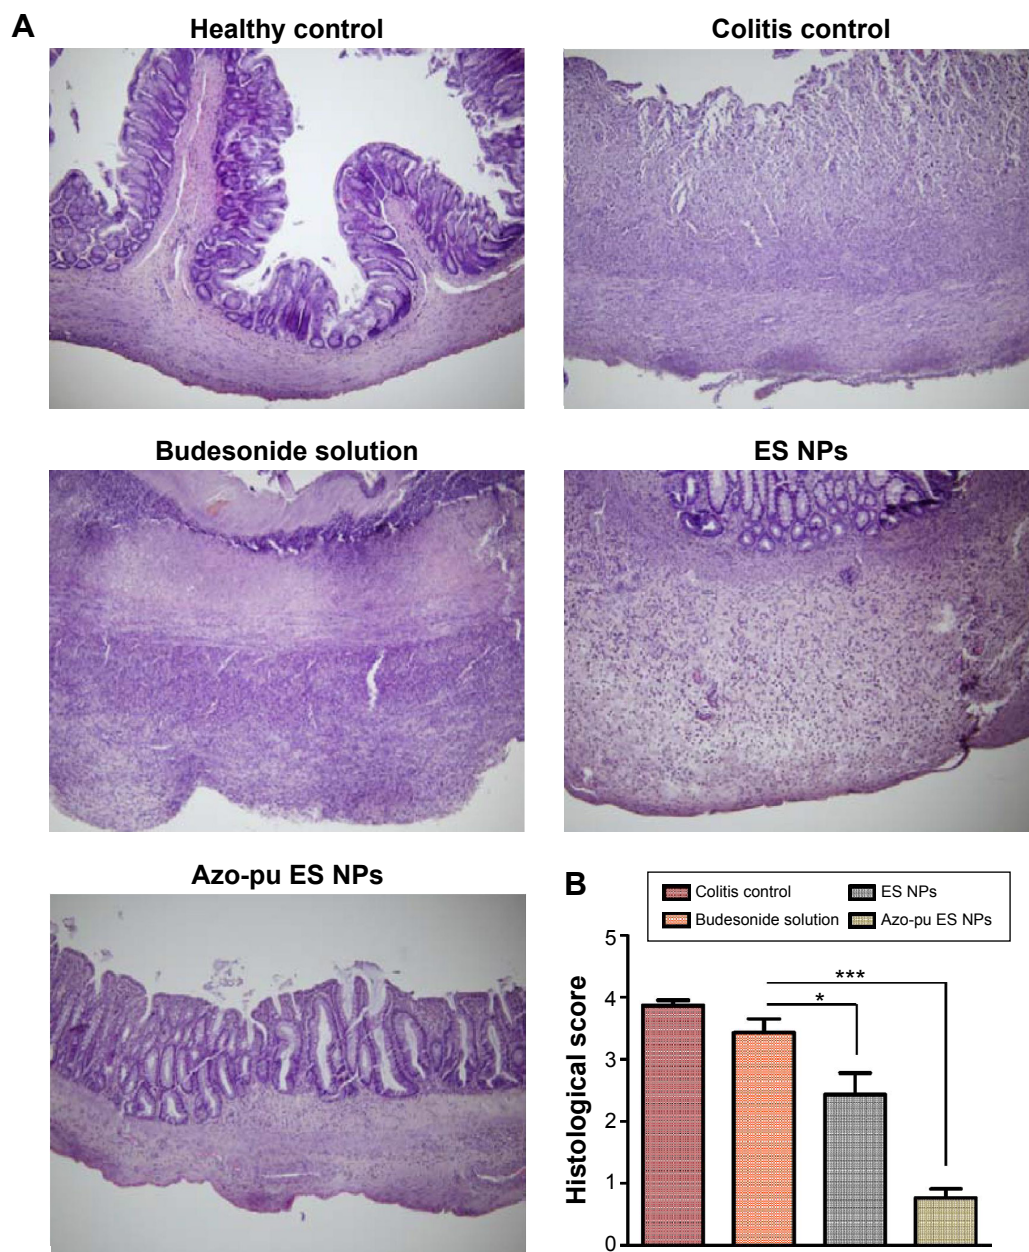 A
Healthy control
Colitis control
Budesonide solution
ES NPs
Azo-pu ES NPs
B
Colitis control
ES NPs
Budesonide solution
Azo-pu ES NPs
Histological score
5
4
3
2
1
0
***
*